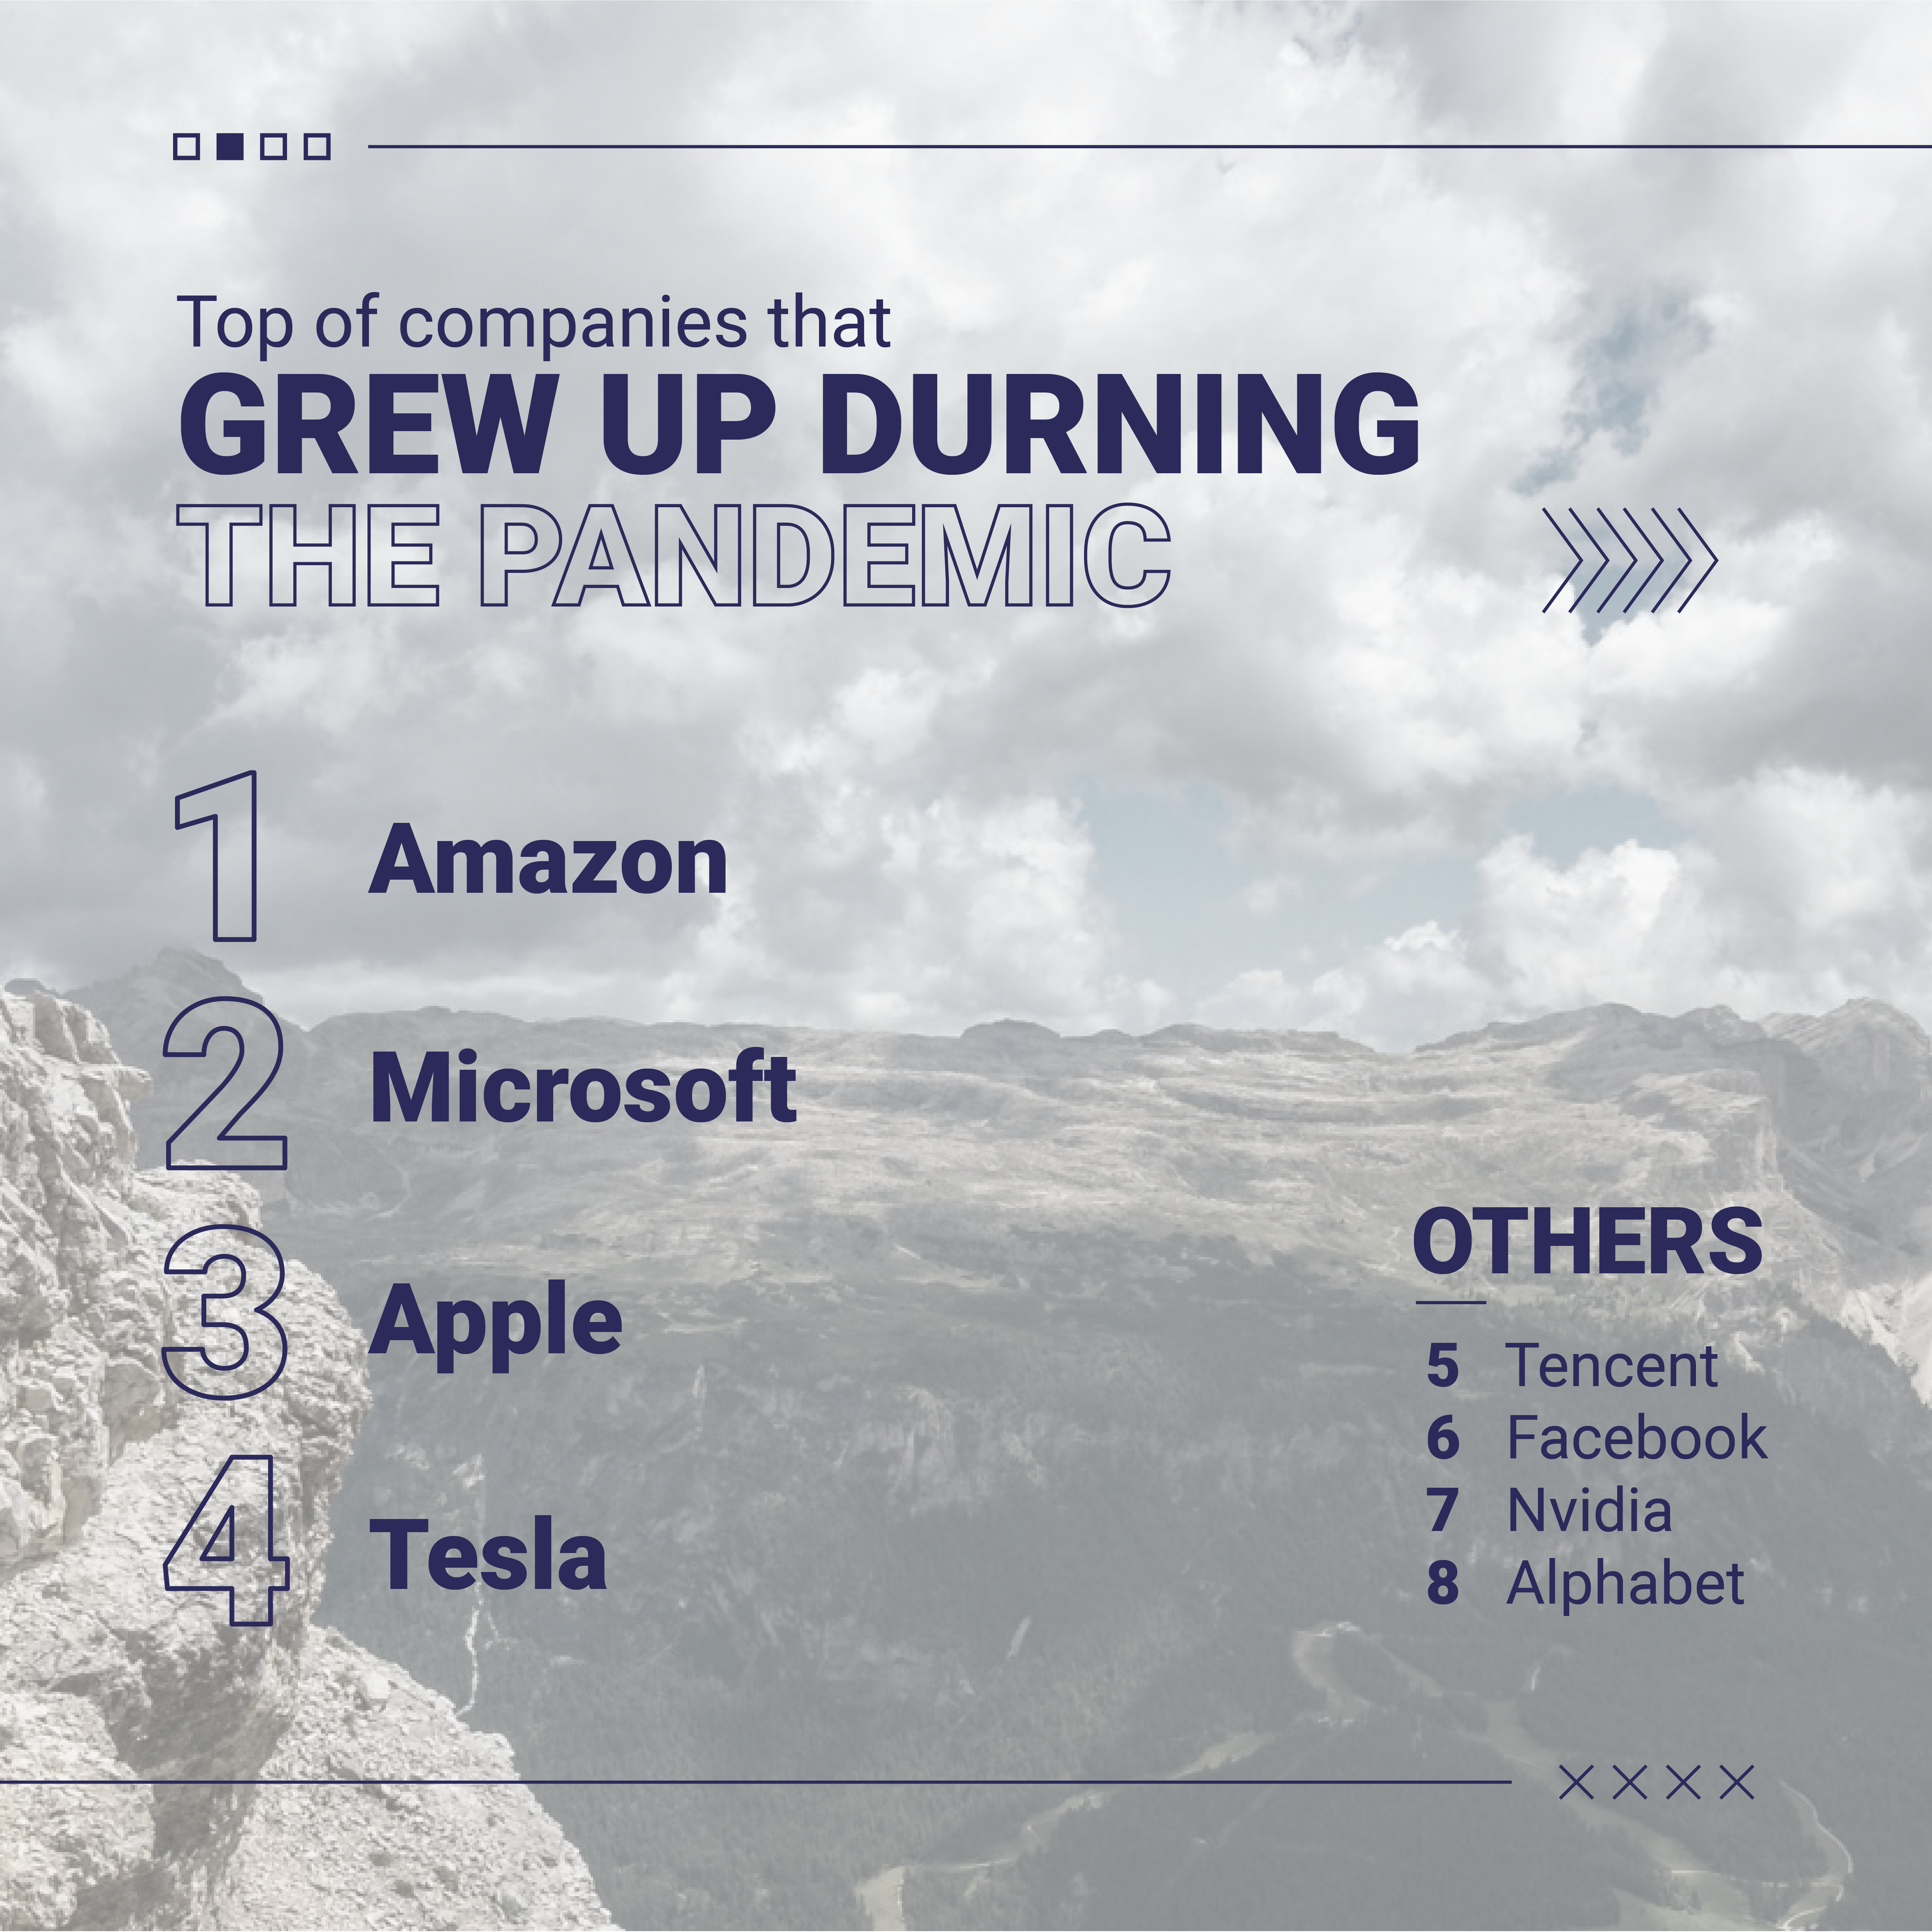 Top of companies that
GREW UP DURNING
THE PANDEMIC
1 Amazon
2 Microsoft
3 Apple
4 Tesla
OTHERS
5 Tencent
6 Facebook
7 Nvidia
8 Alphabet